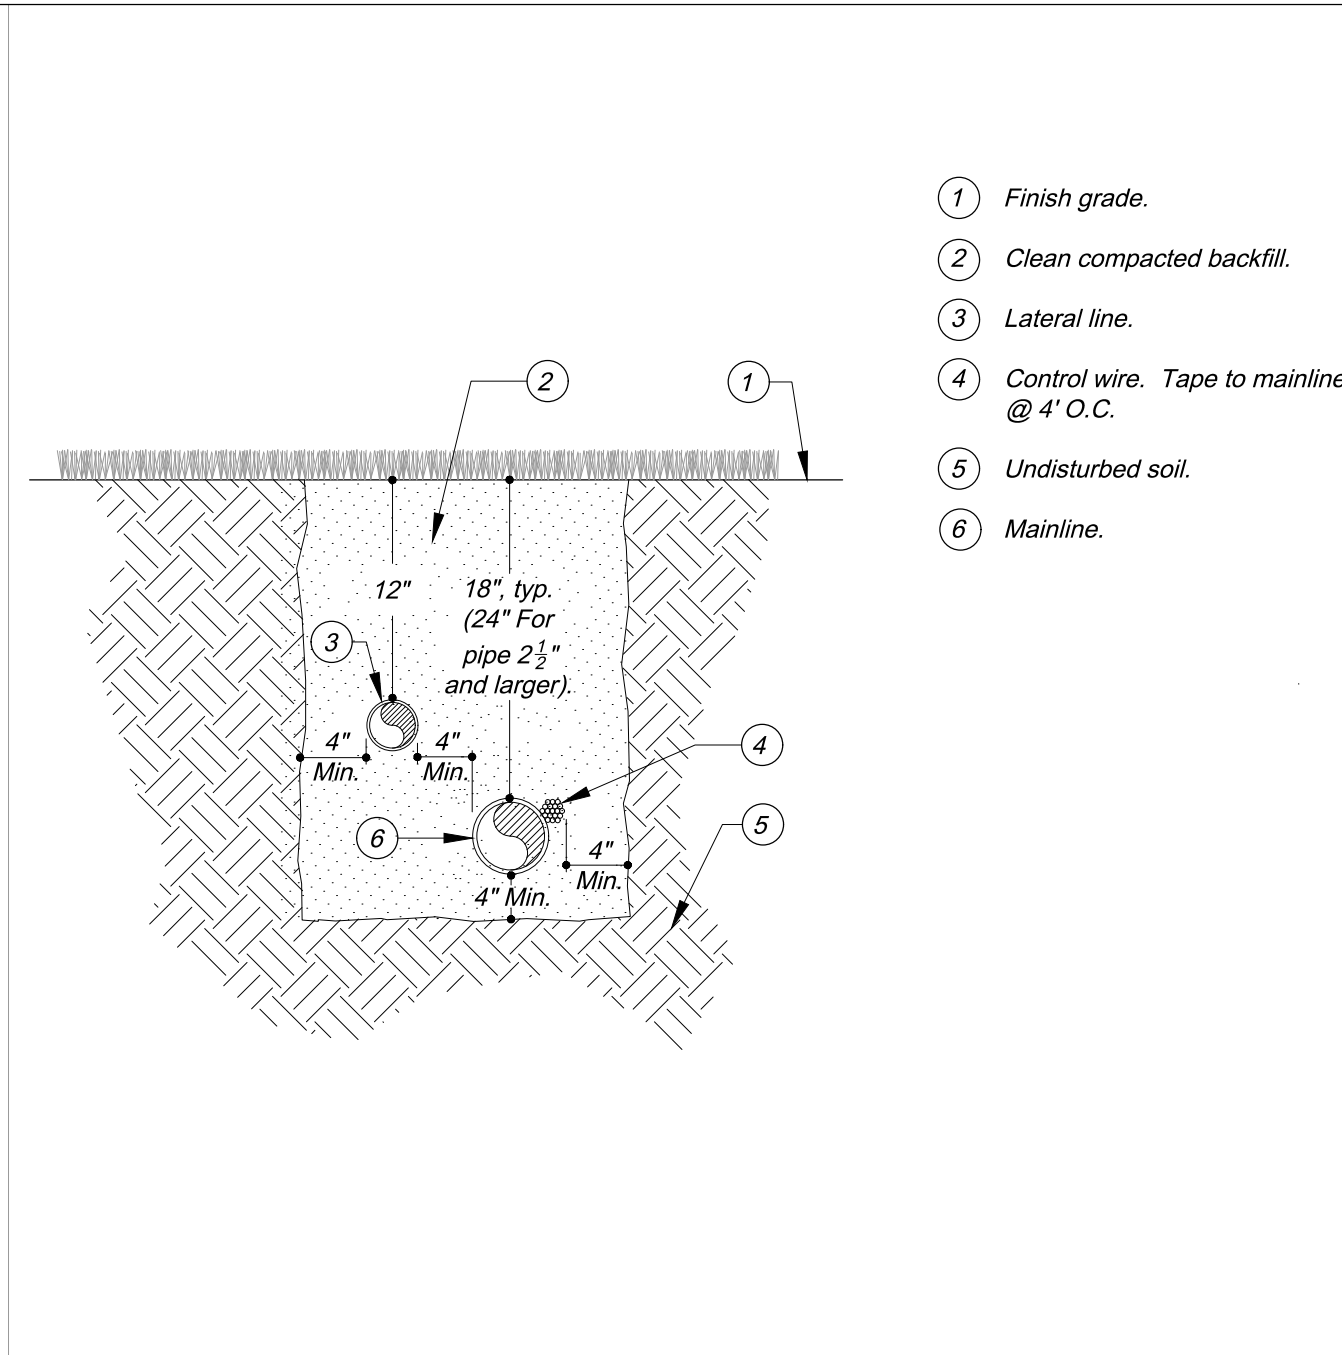 1 Finish grade.
2 Clean compacted backfill.
3 Lateral line.
4 Control wire. Tape to mainline
@ 4' O.C.
5 Undisturbed soil.
6 Mainline.
2
1
12"
18", typ.
(24" For
pipe 2 1/2"
and larger).
3
4"
Min.
4"
Min.
4
6
5
4"
Min.
4" Min.